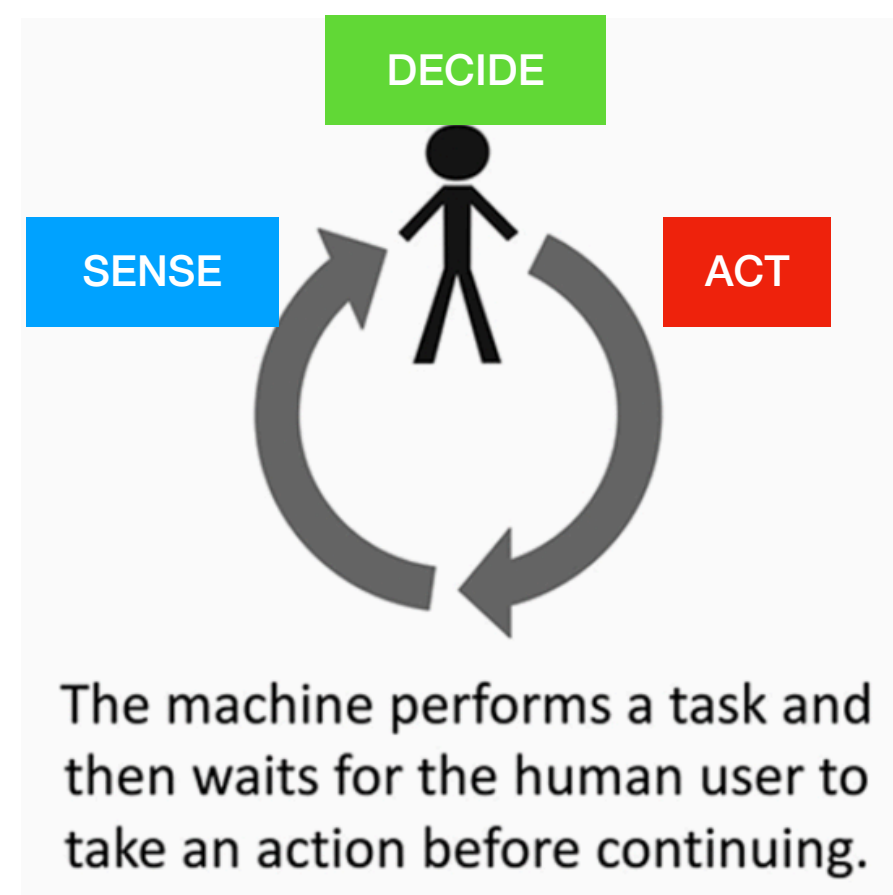 DECIDE
SENSE
ACT
The machine performs a task and
then waits for the human user to
take an action before continuing.